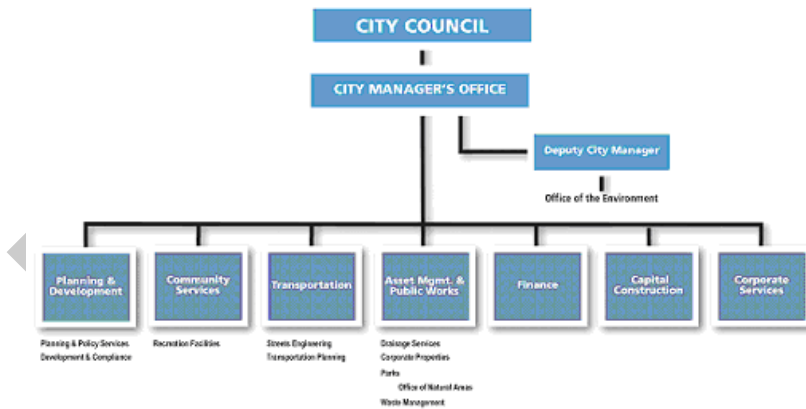 CITY COUNCIL
CITY MANAGER'S OFFICE
Deputy City Manager
Office of the Environment
Planning &
Development
Community
Services
Transportation
Asset Mgmt. &
Public Works
Finance
Capital
Construction
Corporate
Services
Planning & Policy Services
Development & Compliance
Recreation Facilities
Streets Engineering
Transportation Planning
Drainage Services
Corporate Properties
Parks
Office of Natural Areas
Waste Management